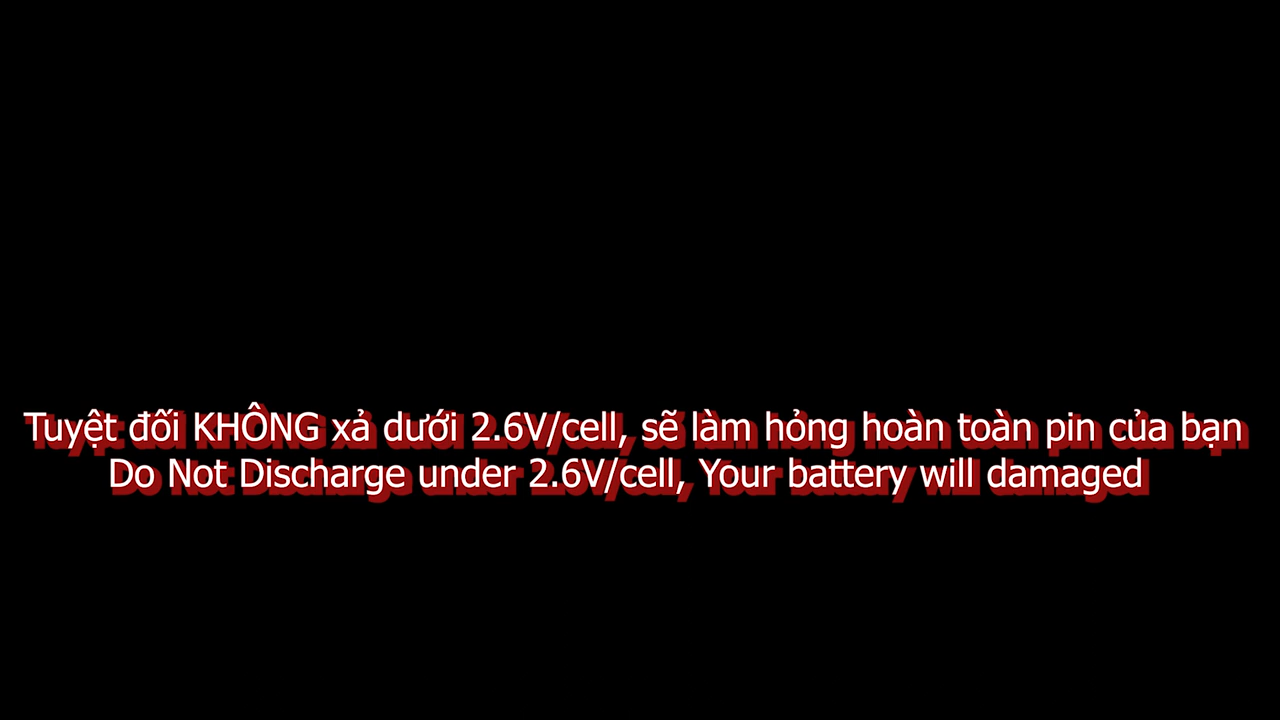 Tuyệt đối KHÔNG xả dưới 2.6V/cell, sẽ làm hỏng hoàn toàn pin của bạn
Do Not Discharge under 2.6V/cell, Your battery will damaged